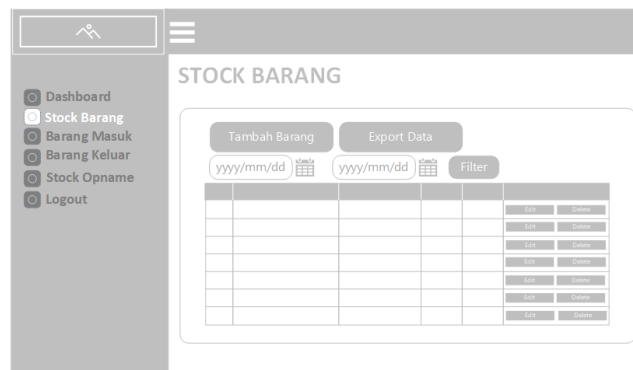 STOCK BARANG
Dashboard
Stock Barang
Barang Masuk
Barang Keluar
Stock Opname
Logout
Tambah Barang Export Data
yyyy/mm/dd yyyy/mm/dd Filter
Edit Delete
Edit Delete
Edit Delete
Edit Delete
Edit Delete
Edit Delete
Edit Delete